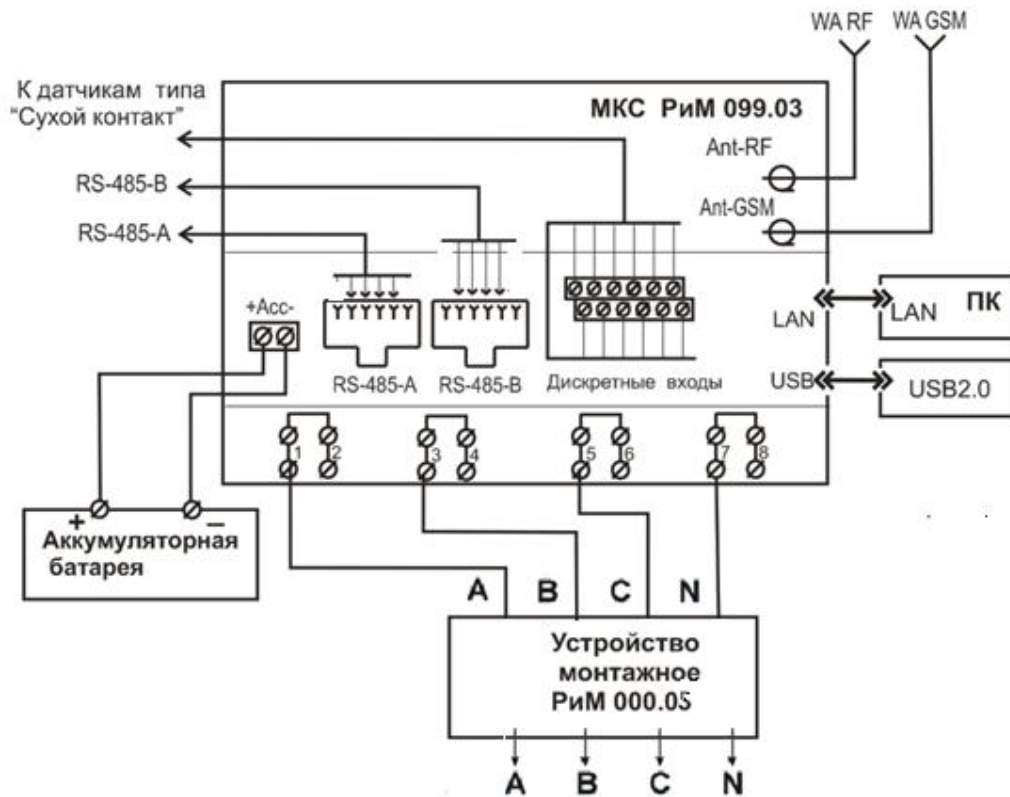 WA RF WA GSM
К датчикам типа
"Сухой контакт"
МКС РиМ 099.03
Ant-RF
RS-485-B
Ant-GSM
RS-485-A
+Acc-
LAN
LAN
ПК
RS-485-A
RS-485-B
Дискретные входы
USB
USB2.0
1 2 3 4 5 6 7 8
+ –
Аккумуляторная
батарея
A B C N
Устройство
монтажное
РиМ 000.05
A B C N